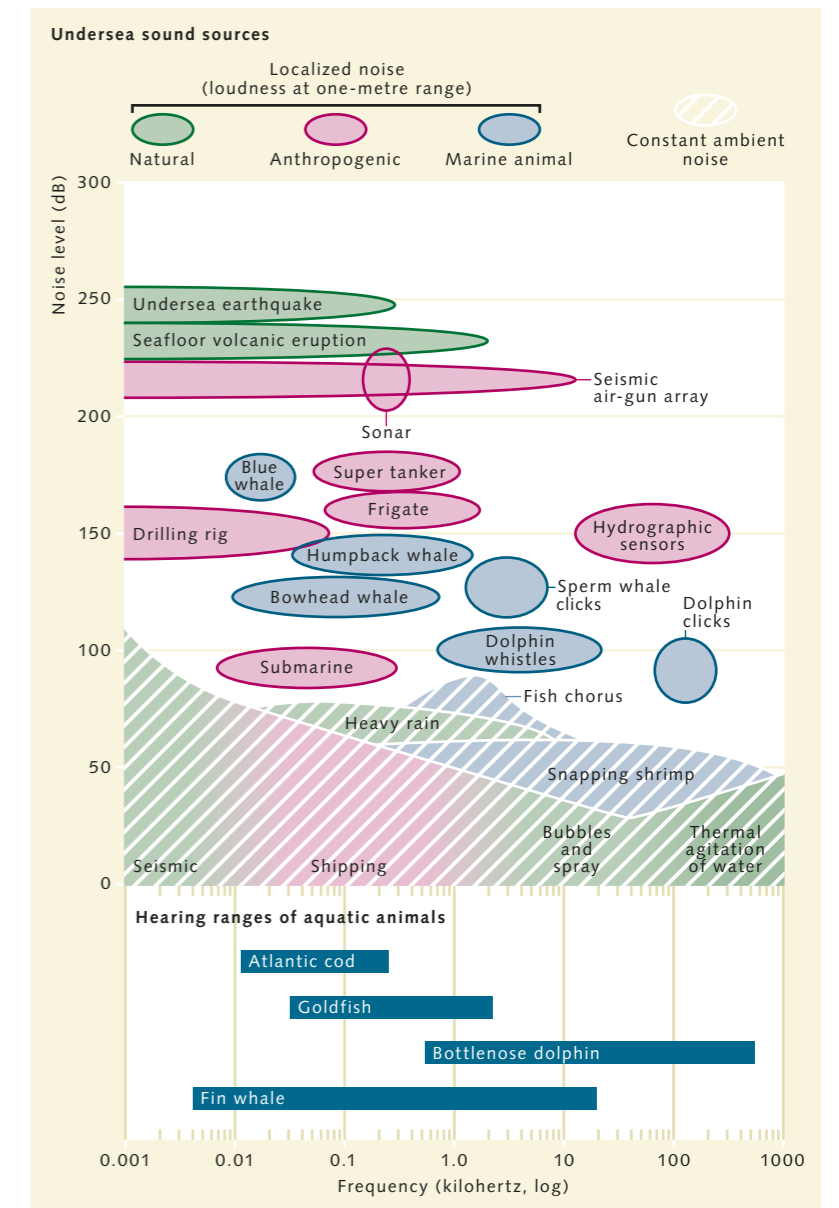 Undersea sound sources
Localized noise
(loudness at one-metre range)
Natural
Anthropogenic
Marine animal
Constant ambient
noise
Noise level (dB)
300
250
200
150
100
50
0
Undersea earthquake
Seafloor volcanic eruption
Seismic
air-gun array
Sonar
Blue
whale
Super tanker
Frigate
Drilling rig
Hydrographic
sensors
Humpback whale
Bowhead whale
Sperm whale
clicks
Dolphin
clicks
Dolphin
whistles
Submarine
Fish chorus
Heavy rain
Snapping shrimp
Seismic
Shipping
Bubbles
and
spray
Thermal
agitation
of water
Hearing ranges of aquatic animals
Atlantic cod
Goldfish
Bottlenose dolphin
Fin whale
0.001
0.01
0.1
1.0
10
100
1000
Frequency (kilohertz, log)